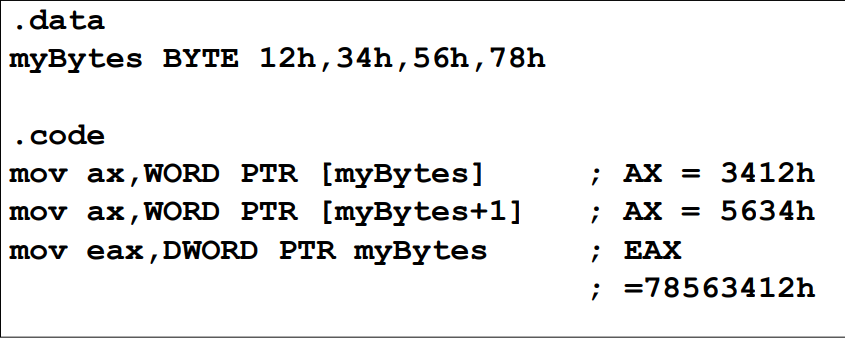 .data
myBytes BYTE 12h,34h,56h,78h
.code
mov ax,WORD PTR [myBytes] ; AX = 3412h
mov ax,WORD PTR [myBytes+1] ; AX = 5634h
mov eax,DWORD PTR myBytes ; EAX
; =78563412h